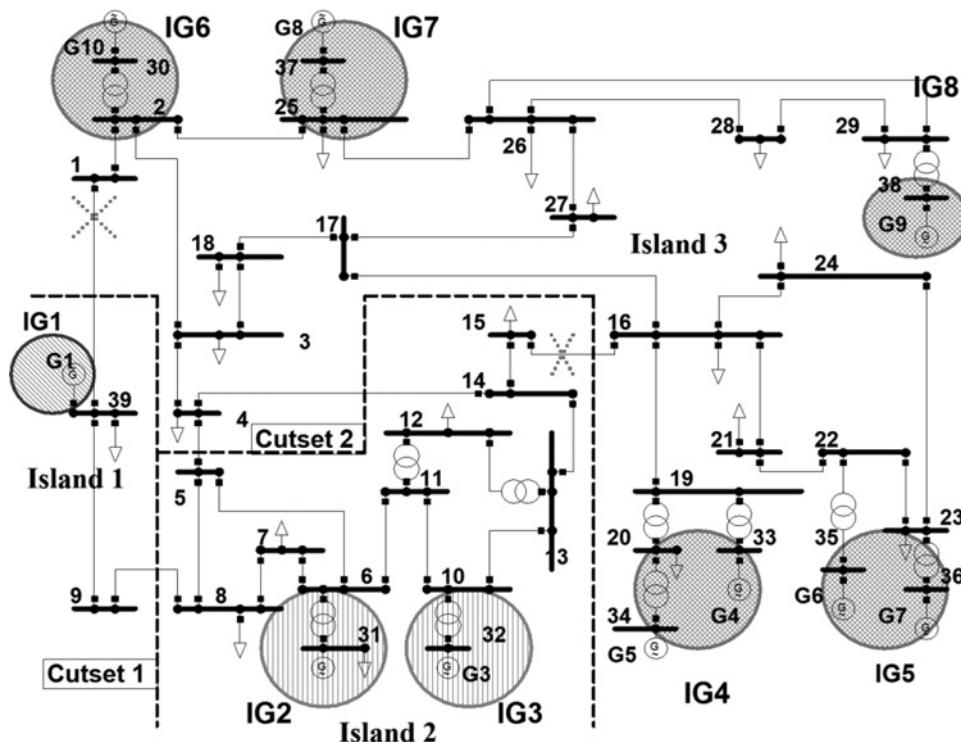 IG6
G8
IG7
G10
30
37
IG8
2
25
26
28
29
1
27
38
17
18
Island 3
G9
24
IG1
15
16
3
G1
14
39
4
12
Cutset 2
21
22
Island 1
11
19
5
23
7
20
33
35
13
9
8
6
10
36
G6
31
32
34
G4
G7
G3
G5
Cutset 1
IG4
IG5
IG2
IG3
Island 2
G
G
G
G
G
G
G
G
G
G